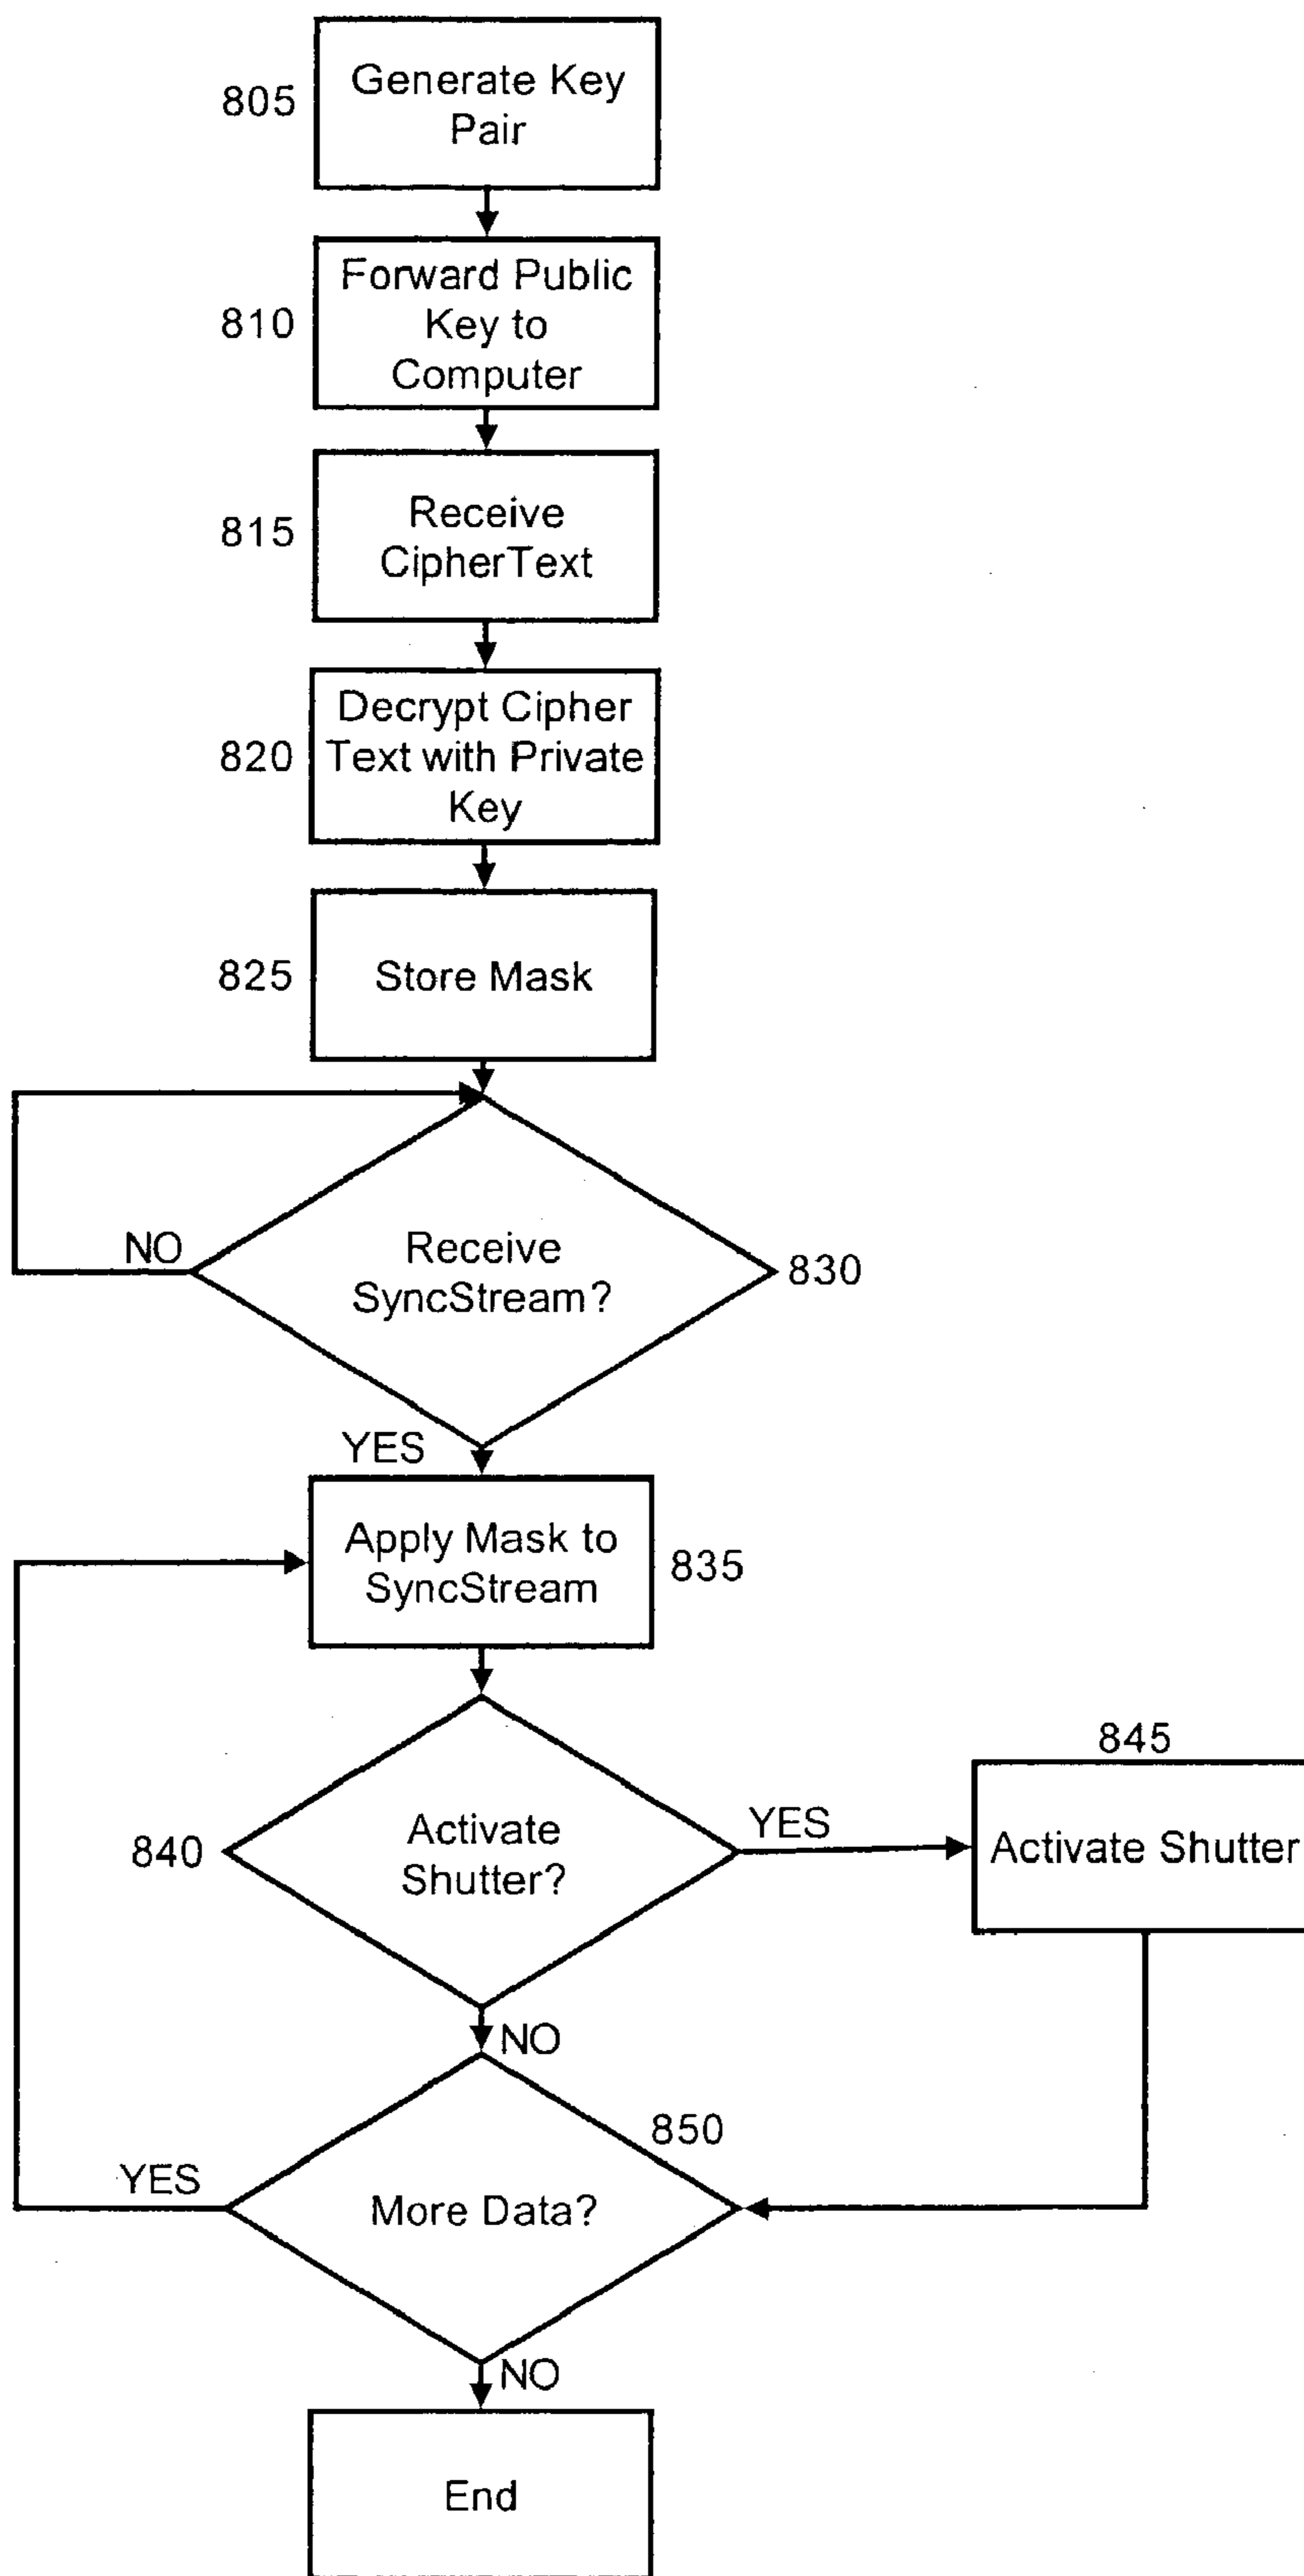 805
Generate Key
Pair
810
Forward Public
Key to
Computer
815
Receive
CipherText
820
Decrypt Cipher
Text with Private
Key
825
Store Mask
NO
Receive
SyncStream?
830
YES
Apply Mask to
SyncStream
835
840
Activate
Shutter?
YES
845
Activate Shutter
NO
850
YES
More Data?
NO
End